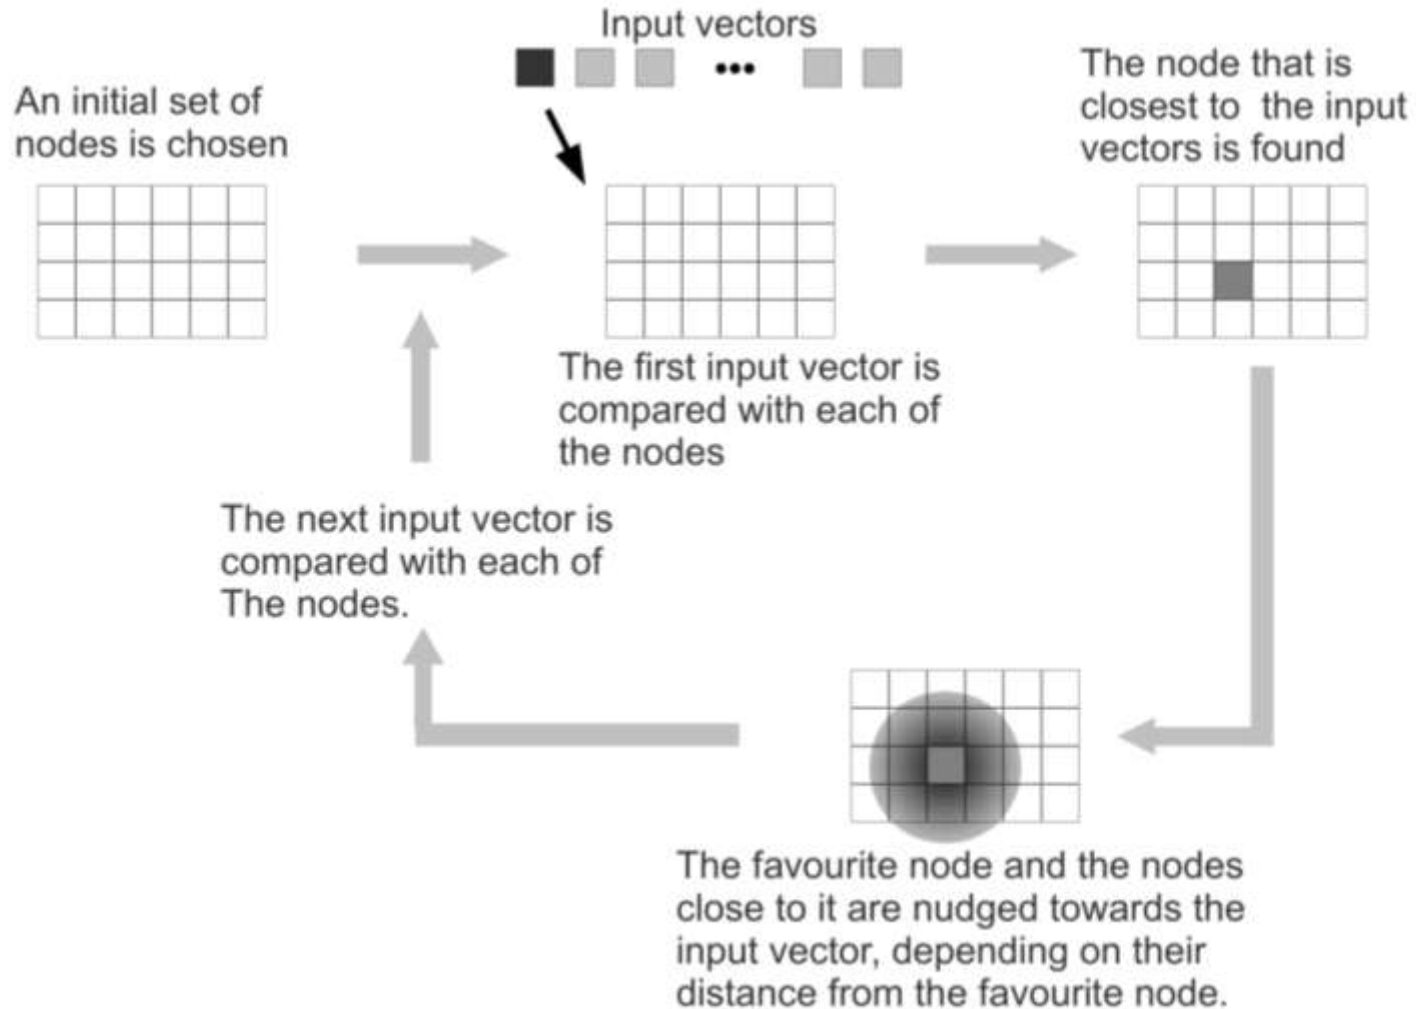 Input vectors
An initial set of
nodes is chosen
The node that is
closest to  the input
vectors is found
The first input vector is
compared with each of
the nodes
The next input vector is
compared with each of
The nodes.
The favourite node and the nodes
close to it are nudged towards the
input vector, depending on their
distance from the favourite node.